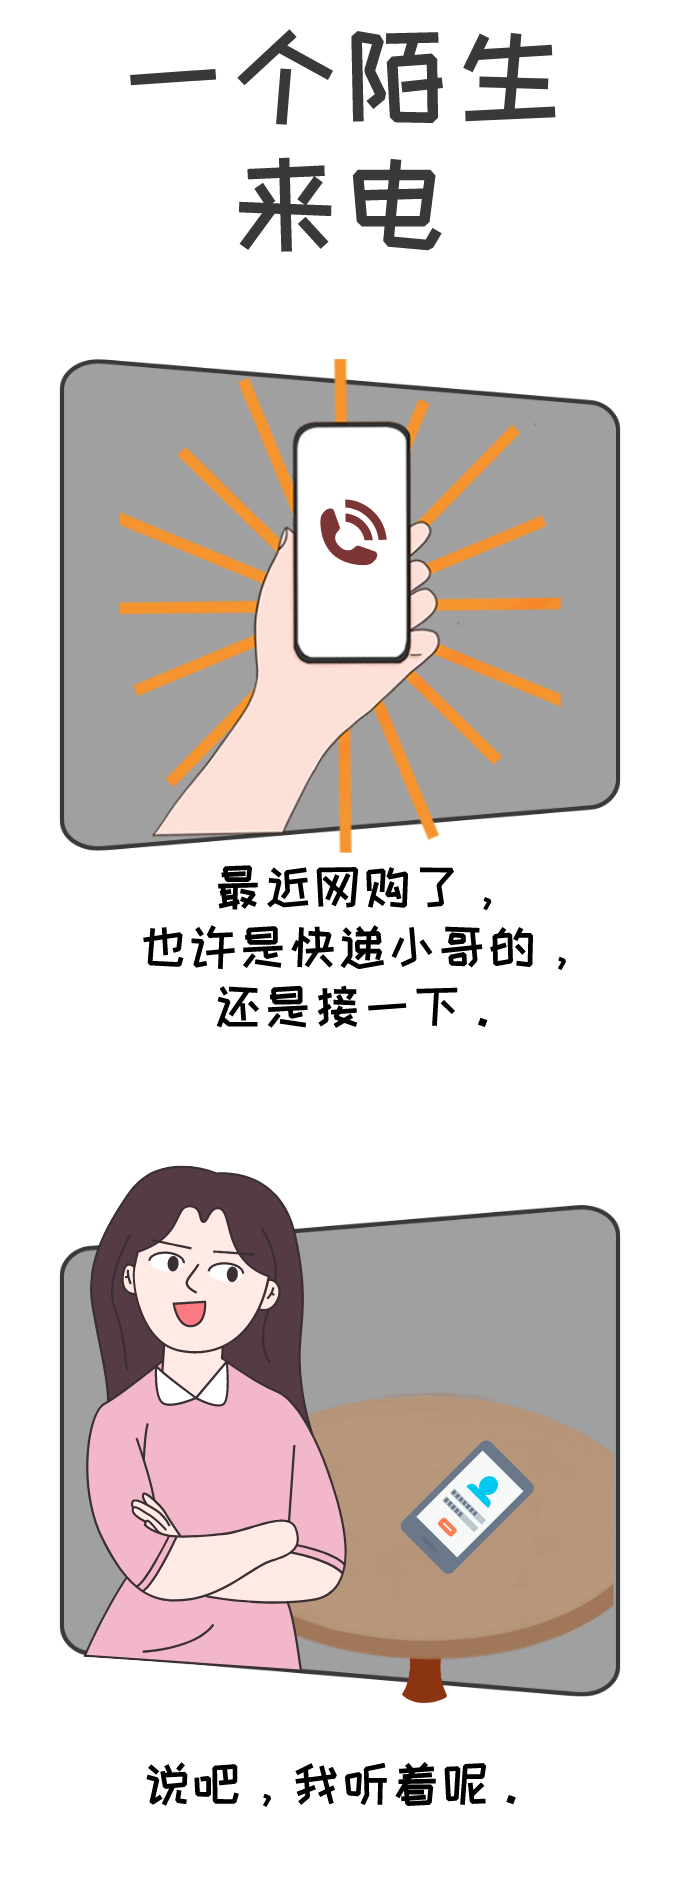 一个陌生
来电
最近网购了，
也许是快递小哥的，
还是接一下．
说吧，我听着呢．